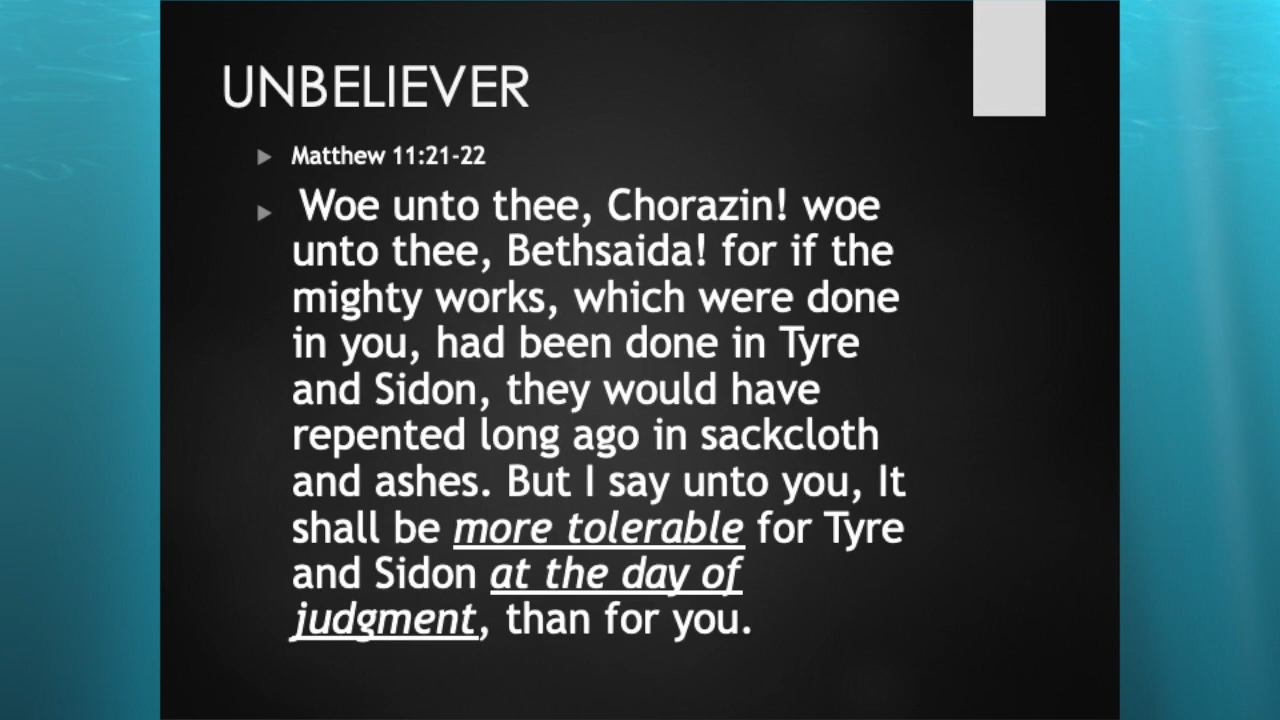 UNBELIEVER
Matthew 11:21-22
Woe unto thee, Chorazin! woe
unto thee, Bethsaida! for if the
mighty works, which were done
in you, had been done in Tyre
and Sidon, they would have
repented long ago in sackcloth
and ashes. But I say unto you, It
shall be more tolerable for Tyre
and Sidon at the day of
judgment, than for you.